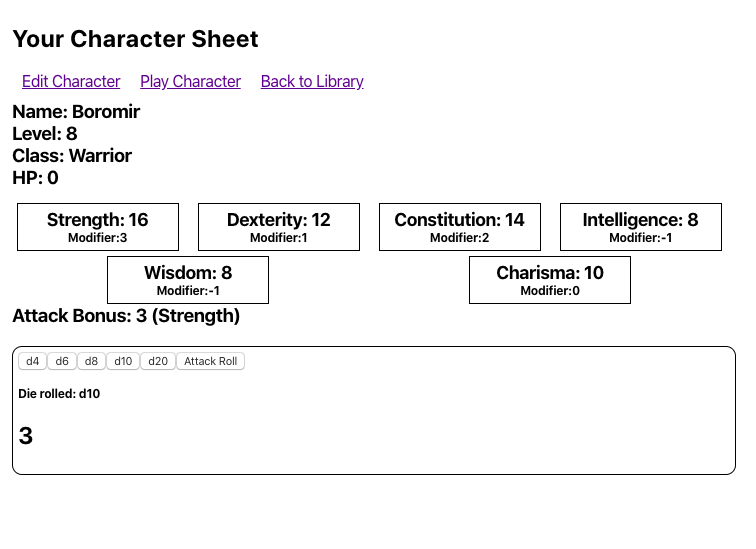 Your Character Sheet
Edit Character Play Character Back to Library
Name: Boromir
Level: 8
Class: Warrior
HP: 0
Strength: 16 Dexterity: 12 Constitution: 14 Intelligence: 8
Modifier:3 Modifier:1 Modifier:2 Modifier:-1
Wisdom: 8 Charisma: 10
Modifier:-1 Modifier:0
Attack Bonus: 3 (Strength)
d4 d6 d8 d10 d20 Attack Roll
Die rolled: d10
3